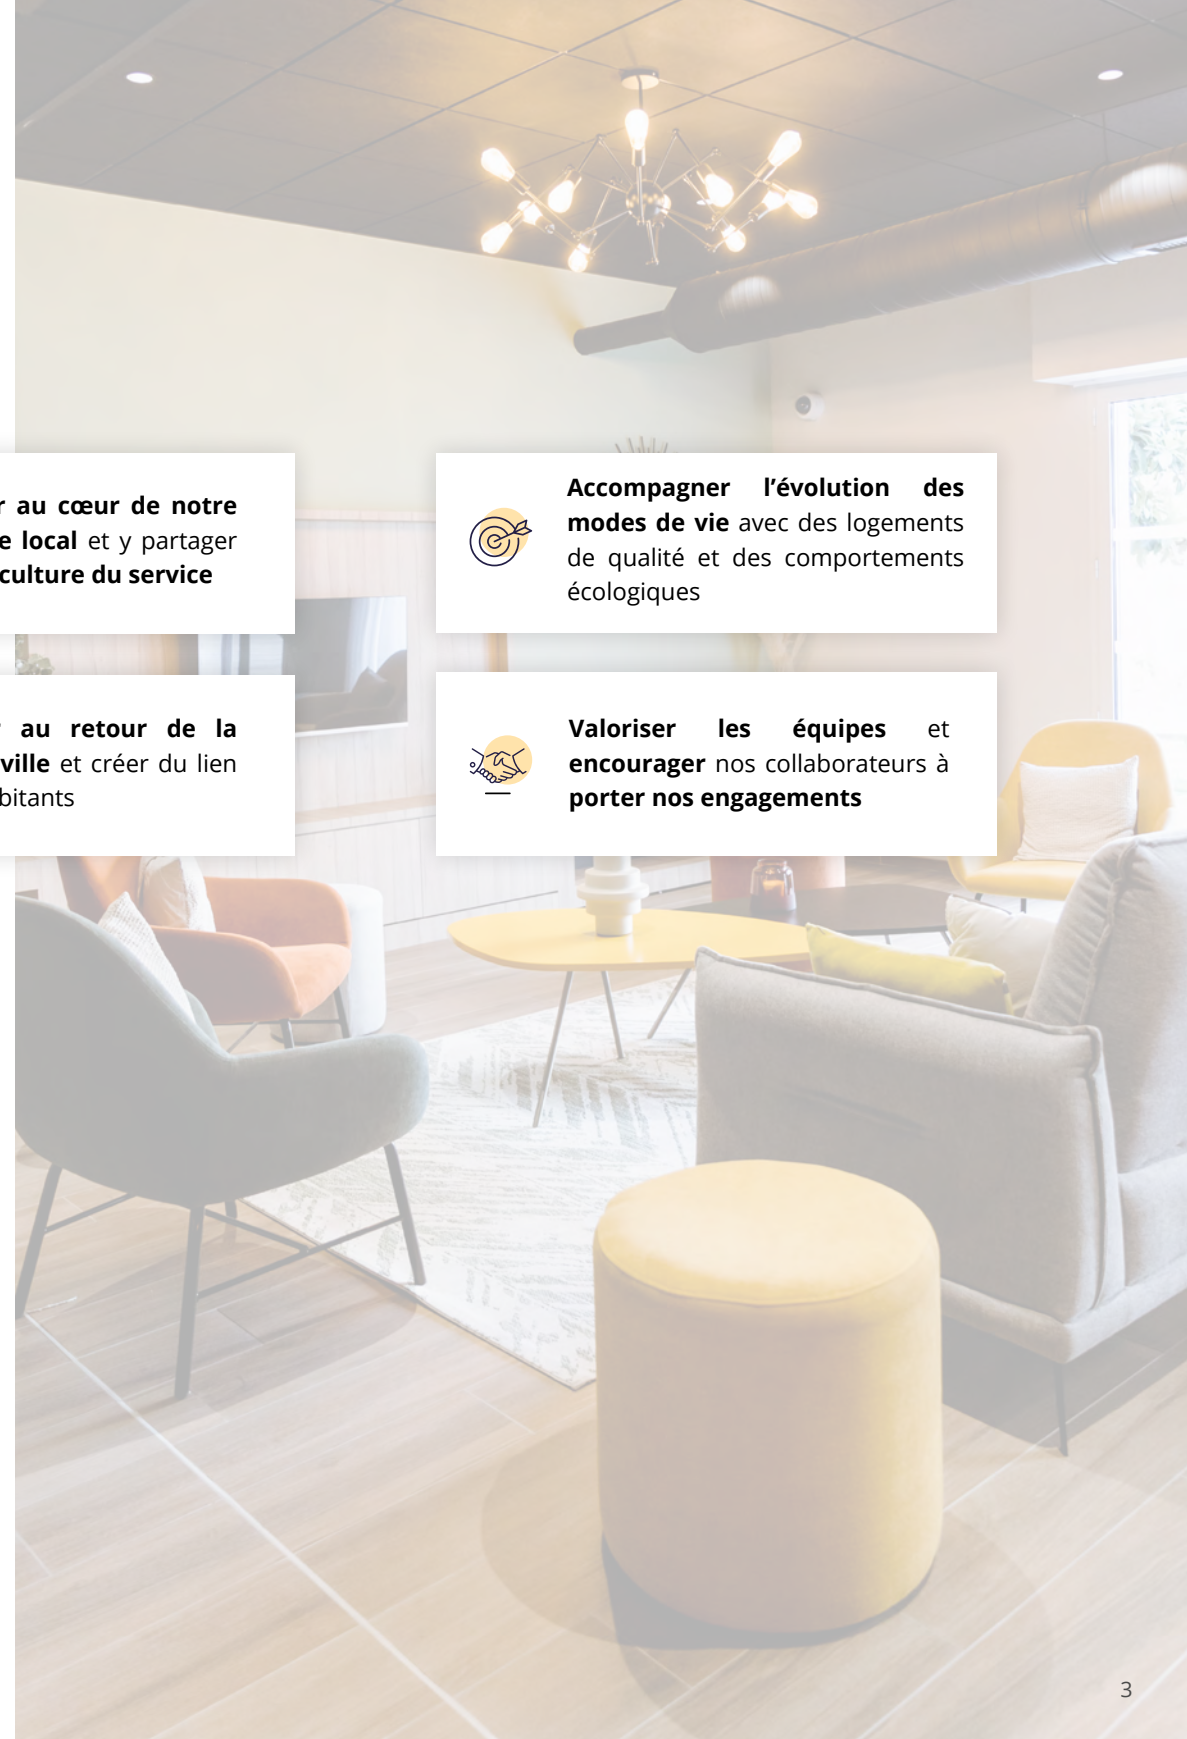 r au cœur de notre
e local et y partager
culture du service
au retour de la
ville et créer du lien
bitants
Accompagner l’évolution des
modes de vie avec des logements
de qualité et des comportements
écologiques
Valoriser les équipes et
encourager nos collaborateurs à
porter nos engagements
3